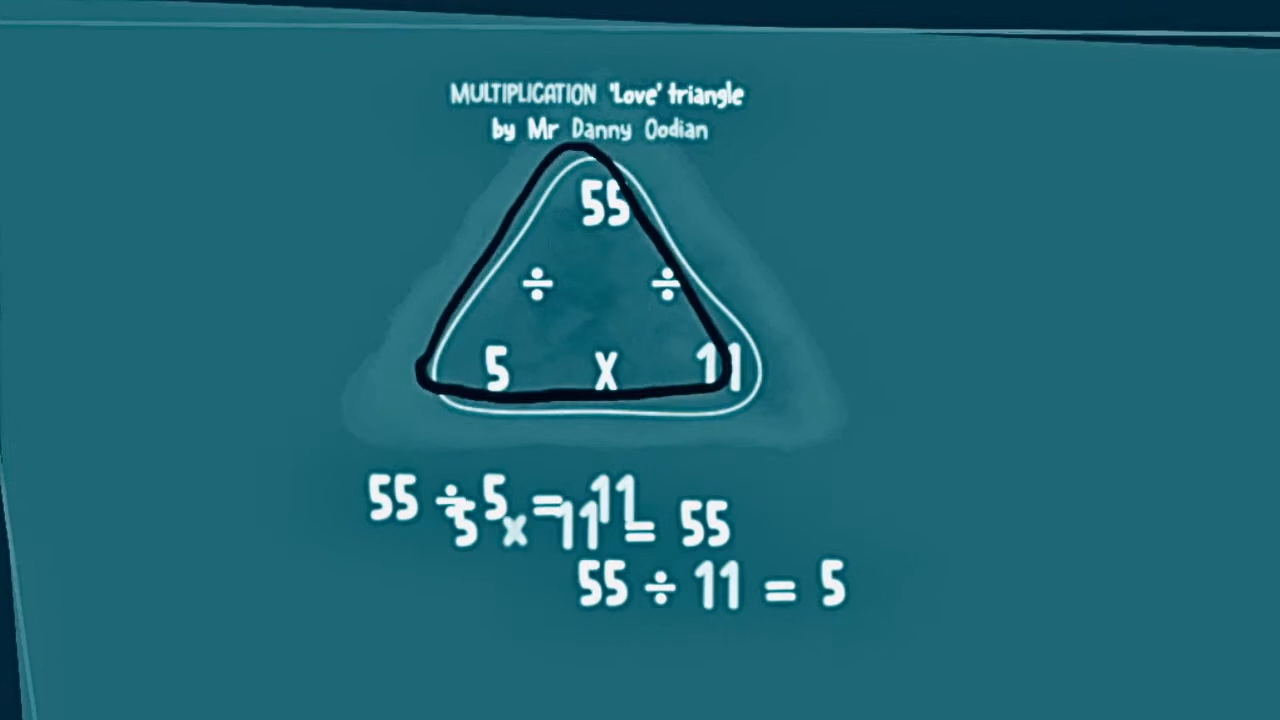 MULTIPLICATION 'Love' triangle
by Mr Danny Oodian
55
÷ ÷
5 x 11
55 ÷ 5 = 11
5 x 11 = 55
55 ÷ 11 = 5